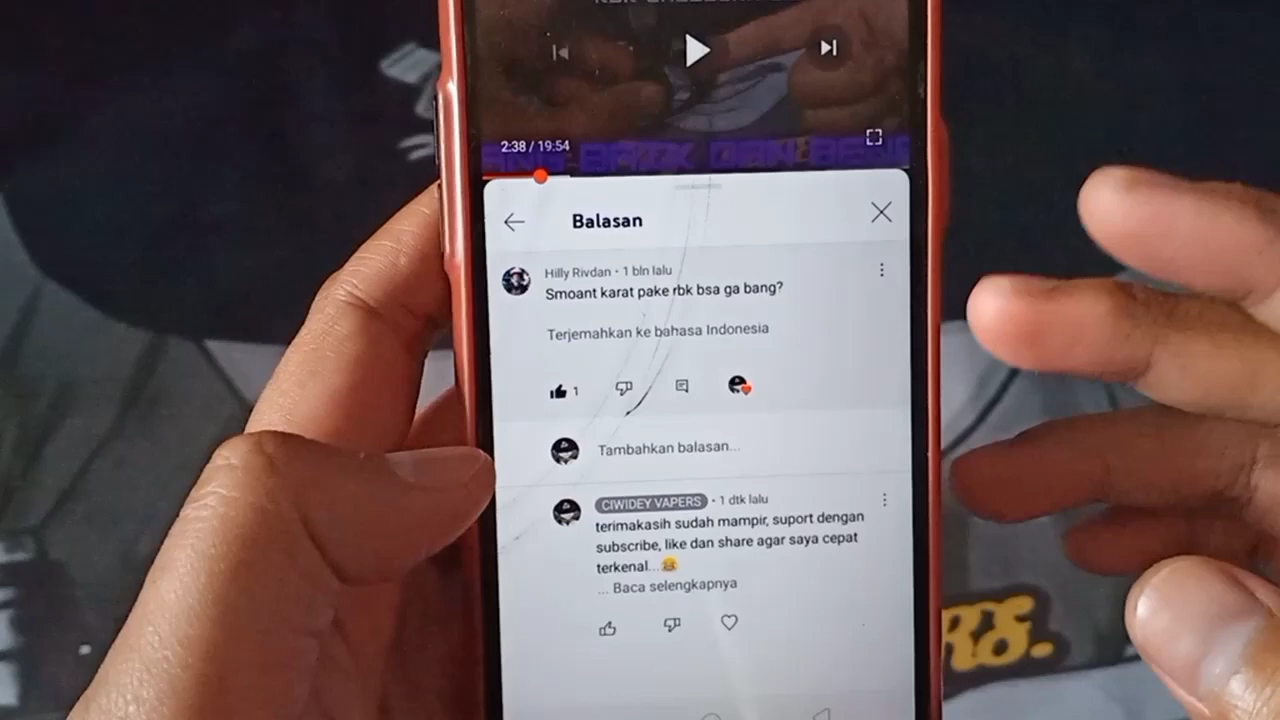 2:38 / 19:54
Balasan
Hilly Rivdan · 1 bln lalu
Smoant karat pake rbk bsa ga bang?
Terjemahkan ke bahasa Indonesia
1
Tambahkan balasan...
CIWIDEY VAPERS · 1 dtk lalu
terimakasih sudah mampir, suport dengan
subscribe, like dan share agar saya cepat
terkenal...😂
... Baca selengkapnya